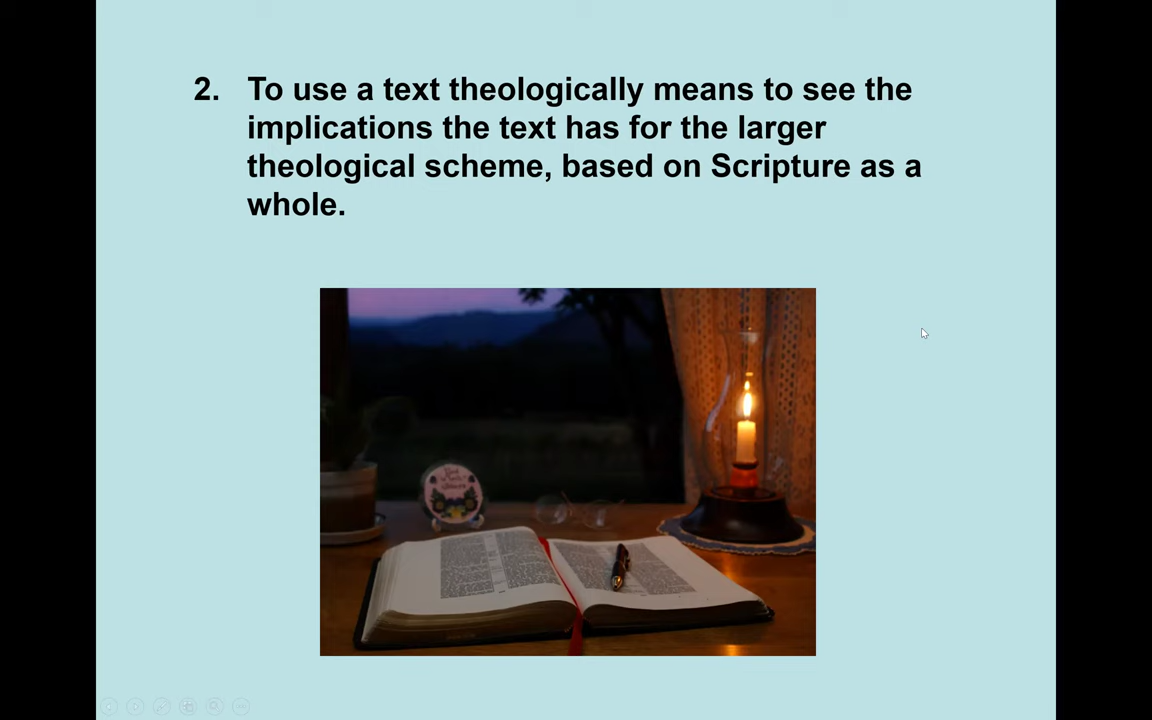 2. To use a text theologically means to see the
implications the text has for the larger
theological scheme, based on Scripture as a
whole.